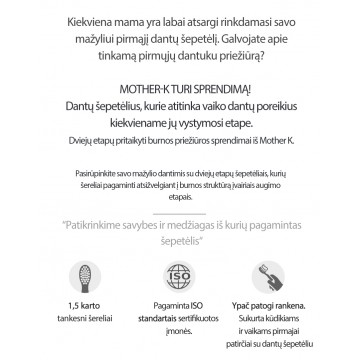 Kiekviena mama yra labai atsargi rinkdamasi savo
mažyliui pirmąjį dantų šepetėlį. Galvojate apie
tinkamą pirmųjų dantukų priežiūrą?
MOTHER-K TURI SPRENDIMĄ!
Dantų šepetėlius, kurie atitinka vaiko dantų poreikius
kiekviename jų vystymosi etape.
Dviejų etapų pritaikyti burnos priežiūros sprendimai iš Mother K.
Pasirūpinkite savo mažylio dantimis su dviejų etapų šepetėliais, kurių
šereliai pagaminti atsižvelgiant į burnos struktūrą įvairiais augimo
etapais.
“Patikrinkime savybes ir medžiagas iš kurių pagamintas
šepetėlis“
ISO
1,5 karto
tankesni šereliai
Pagaminta ISO
standartais sertifikuotos
įmonės.
Ypač patogi rankena.
Sukurta kūdikiams
ir vaikams pirmajai
patirčiai su dantų šepetėliu